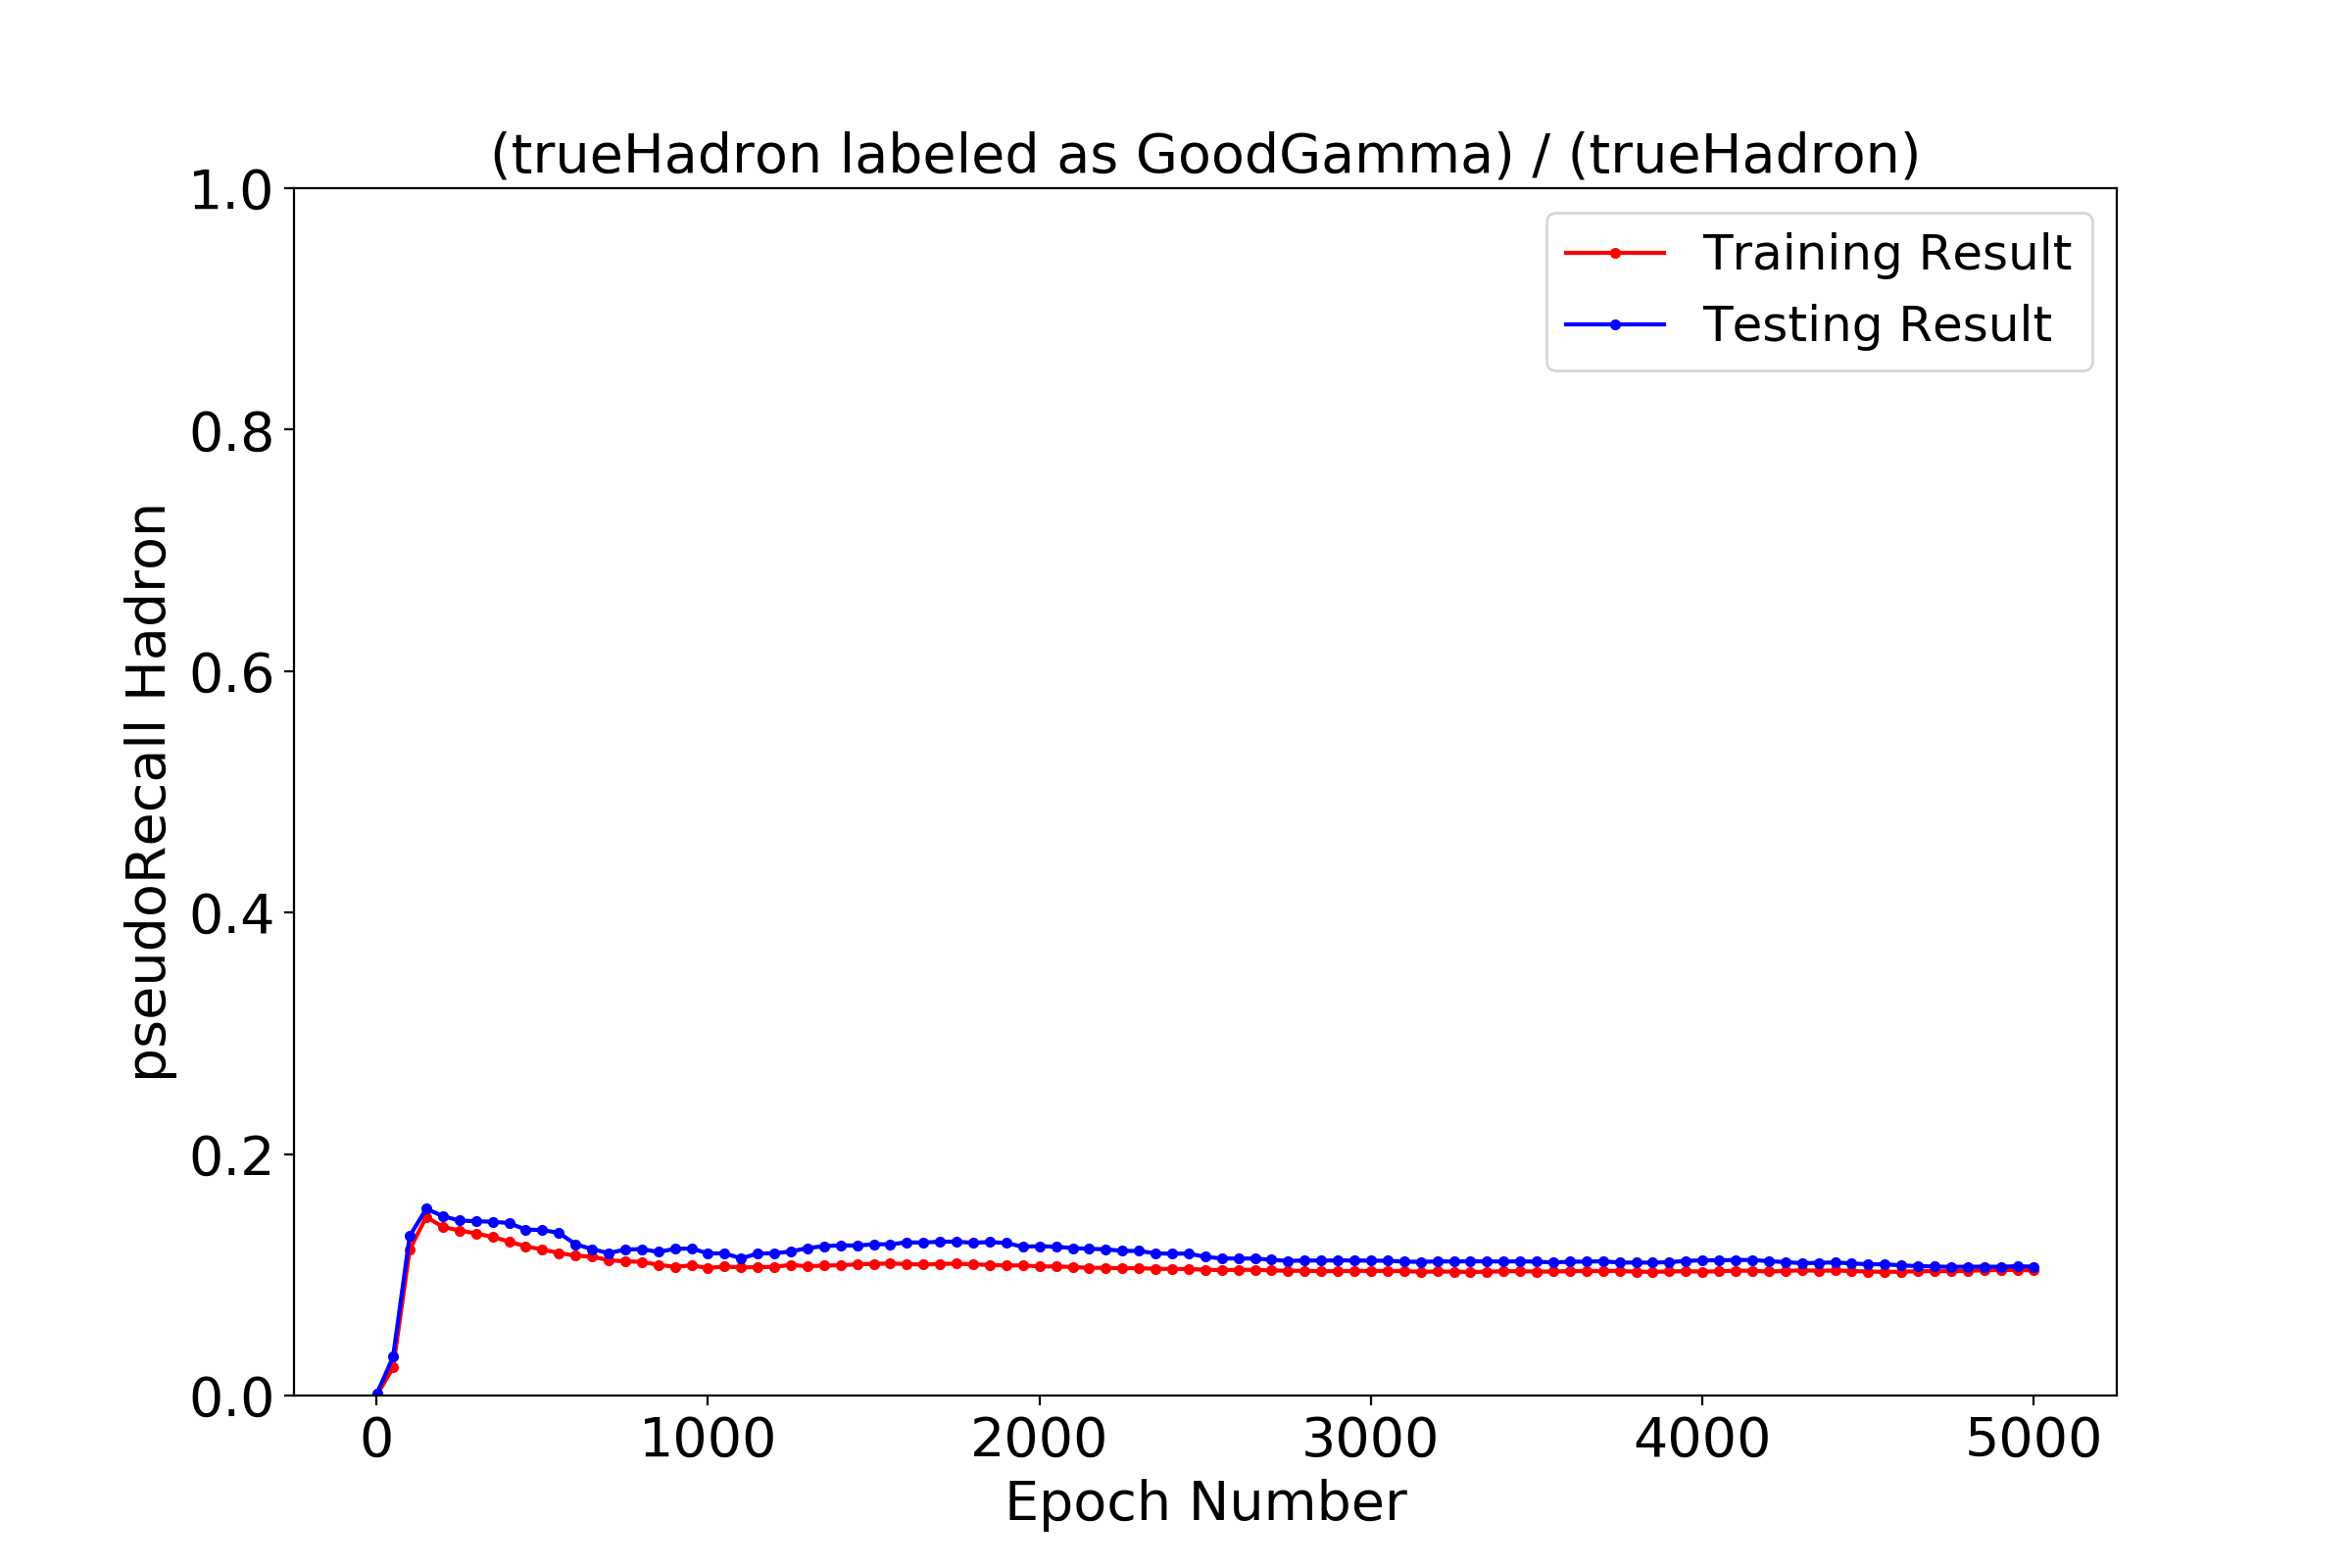 (trueHadron labeled as GoodGamma) / (trueHadron)
1.0
0.8
0.6
0.4
0.2
0.0
pseudoRecall Hadron
Training Result
Testing Result
0 1000 2000 3000 4000 5000
Epoch Number